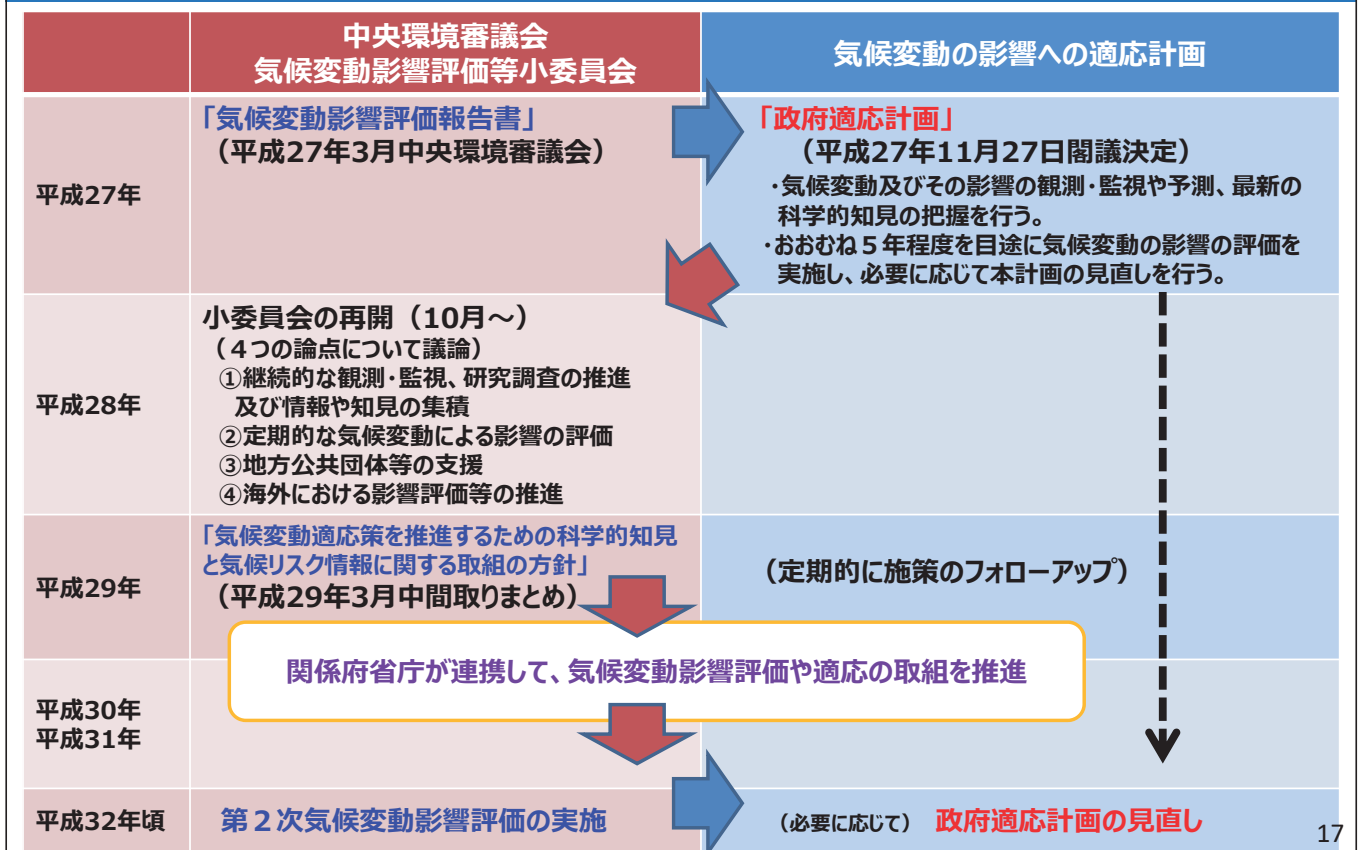 中央環境審議会
気候変動影響評価等小委員会
気候変動の影響への適応計画
平成27年
「気候変動影響評価報告書」
（平成27年3月中央環境審議会）
「政府適応計画」
（平成27年11月27日閣議決定）
・気候変動及びその影響の観測・監視や予測、最新の
科学的知見の把握を行う。
・おおむね５年程度を目途に気候変動の影響の評価を
実施し、必要に応じて本計画の見直しを行う。
平成28年
小委員会の再開（10月～）
（４つの論点について議論）
①継続的な観測・監視、研究調査の推進
及び情報や知見の集積
②定期的な気候変動による影響の評価
③地方公共団体等の支援
④海外における影響評価等の推進
平成29年
「気候変動適応策を推進するための科学的知見
と気候リスク情報に関する取組の方針」
（平成29年3月中間取りまとめ）
（定期的に施策のフォローアップ）
関係府省庁が連携して、気候変動影響評価や適応の取組を推進
平成30年
平成31年
平成32年頃
第２次気候変動影響評価の実施
（必要に応じて） 政府適応計画の見直し
17